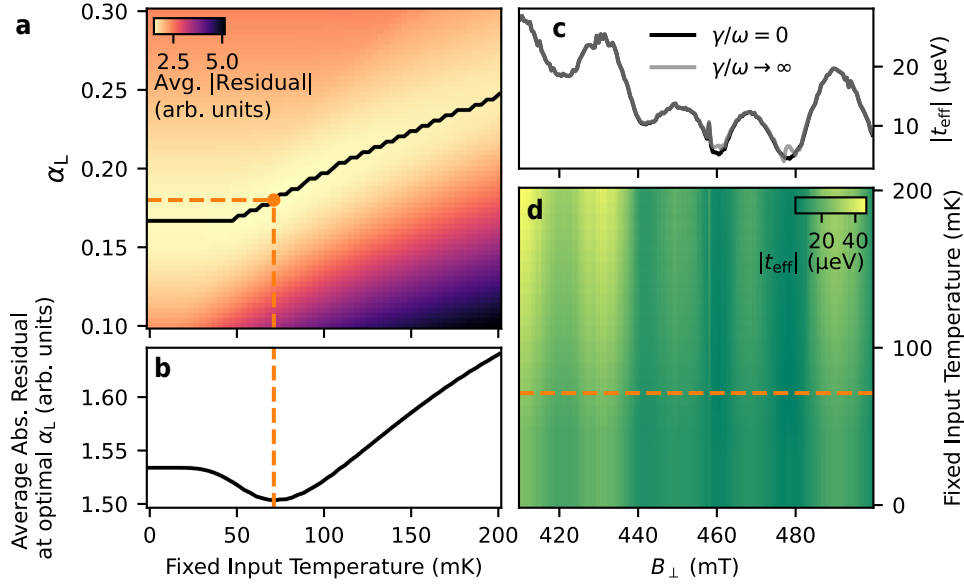 a
0.30
0.25
0.20
0.15
0.10
α_L
2.5 5.0
Avg. |Residual|
(arb. units)
b
1.60
1.55
1.50
Average Abs. Residual
at optimal α_L (arb. units)
0 50 100 150 200
Fixed Input Temperature (mK)
c
γ/ω = 0
γ/ω → ∞
20
10
|t_eff| (μeV)
d
20 40
|t_eff| (μeV)
200
100
0
Fixed Input Temperature (mK)
420 440 460 480
B_⊥ (mT)